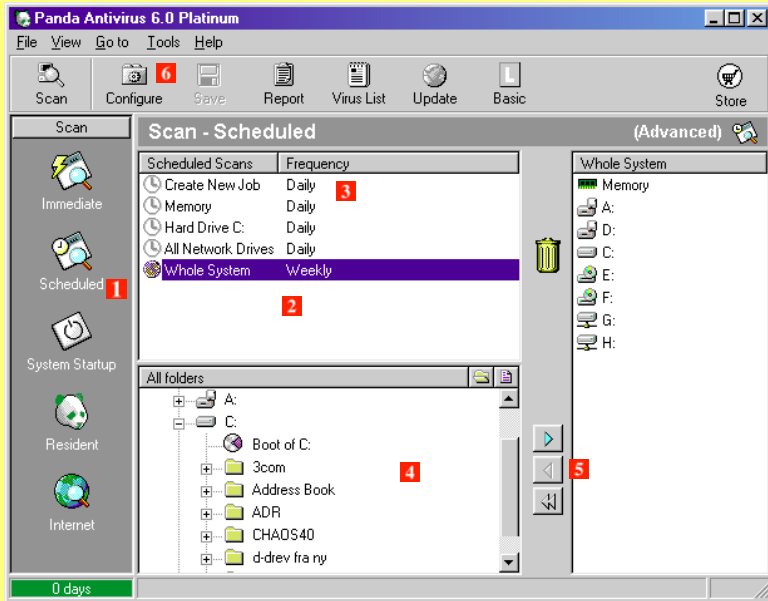 Panda Antivirus 6.0 Platinum
File View Go to Tools Help
6
Scan Configure Save Report Virus List Update Basic Store
Scan
Immediate
Scheduled
1
System Startup
Resident
Internet
Scan - Scheduled (Advanced)
Scheduled Scans Frequency
Create New Job Daily
3
Memory Daily
Hard Drive C: Daily
All Network Drives Daily
Whole System Weekly
2
All folders
A:
C:
Boot of C:
3com
Address Book
4
ADR
CHAOS40
d-drev fra ny
5
Whole System
Memory
A:
D:
C:
E:
F:
G:
H:
0 days